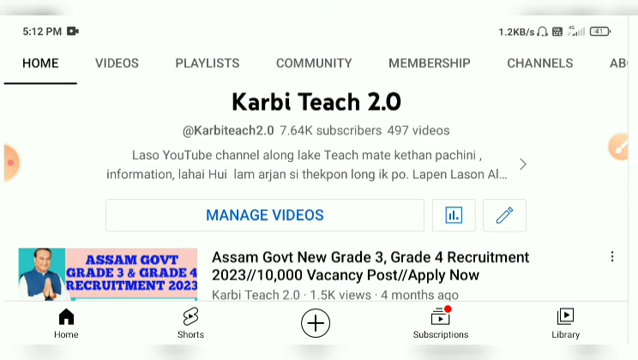 5:12 PM
1.2KB/s 41
HOME VIDEOS PLAYLISTS COMMUNITY MEMBERSHIP CHANNELS AB
Karbi Teach 2.0
@Karbiteach2.0 7.64K subscribers 497 videos
Laso YouTube channel along lake Teach mate kethan pachini ,
information, lahai Hui lam arjan si thekpon long ik po. Lapen Lason Al...
MANAGE VIDEOS
ASSAM GOVT
GRADE 3 & GRADE 4
RECRUITMENT 2023
Assam Govt New Grade 3, Grade 4 Recruitment
2023//10,000 Vacancy Post//Apply Now
Karbi Teach 2.0 · 1.5K views · 4 months ago
Home Shorts Subscriptions Library